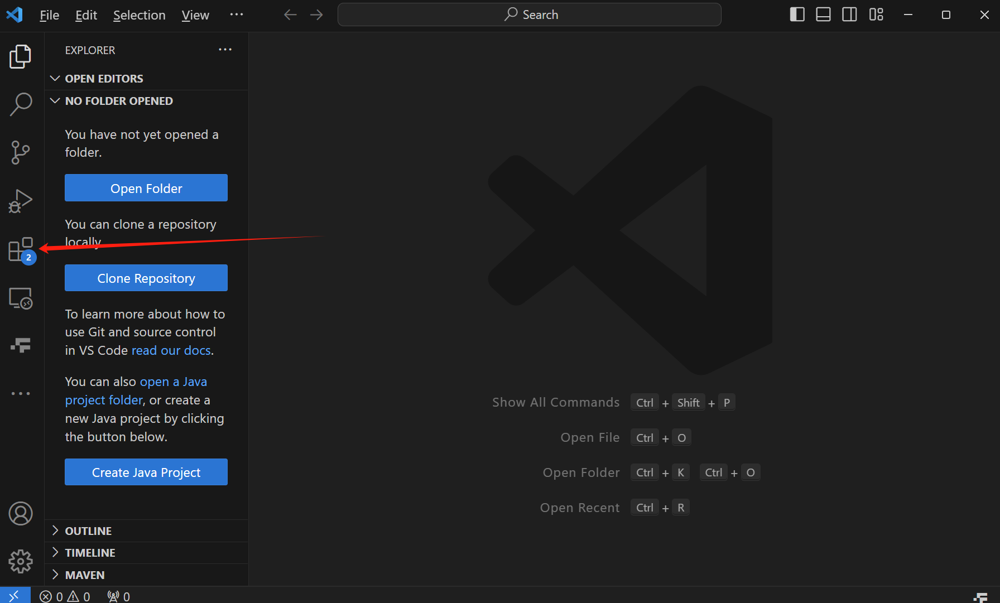 File Edit Selection View ···
Search
EXPLORER ···
OPEN EDITORS
NO FOLDER OPENED
You have not yet opened a
folder.
Open Folder
You can clone a repository
locally.
Clone Repository
To learn more about how to
use Git and source control
in VS Code read our docs.
You can also open a Java
project folder, or create a
new Java project by clicking
the button below.
Create Java Project
OUTLINE
TIMELINE
MAVEN
2
Show All Commands Ctrl + Shift + P
Open File Ctrl + O
Open Folder Ctrl + K Ctrl + O
Open Recent Ctrl + R
0 0 0